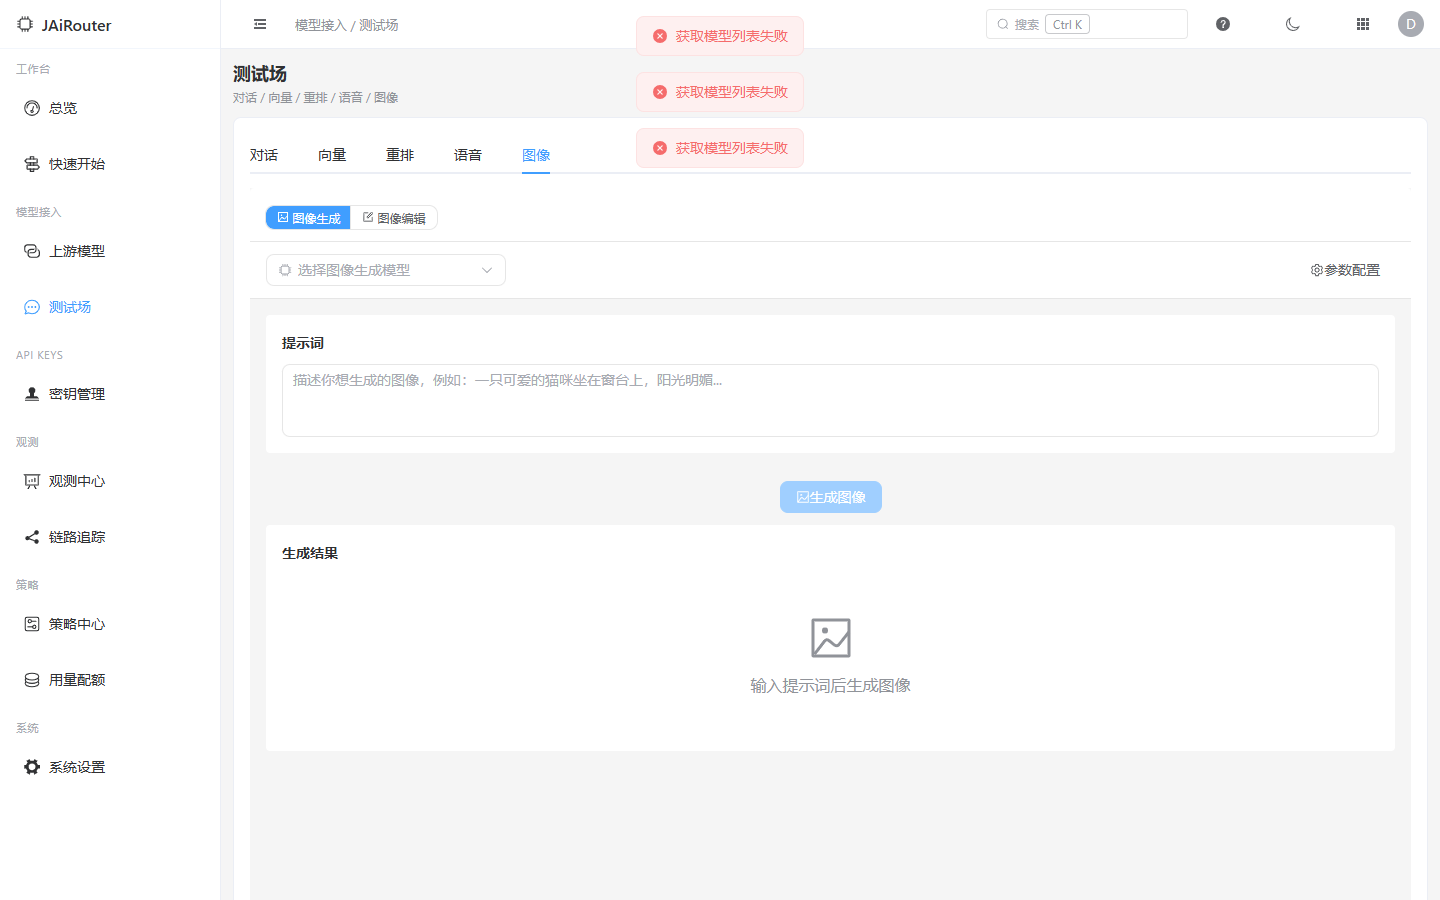 JAiRouter
模型接入 / 测试场
搜索 Ctrl K
D
获取模型列表失败
获取模型列表失败
获取模型列表失败
工作台
总览
快速开始
模型接入
上游模型
测试场
API KEYS
密钥管理
观测
观测中心
链路追踪
策略
策略中心
用量配额
系统
系统设置
测试场
对话 / 向量 / 重排 / 语音 / 图像
对话 向量 重排 语音 图像
图像生成 图像编辑
选择图像生成模型 参数配置
提示词
描述你想生成的图像，例如：一只可爱的猫咪坐在窗台上，阳光明媚...
生成图像
生成结果
输入提示词后生成图像